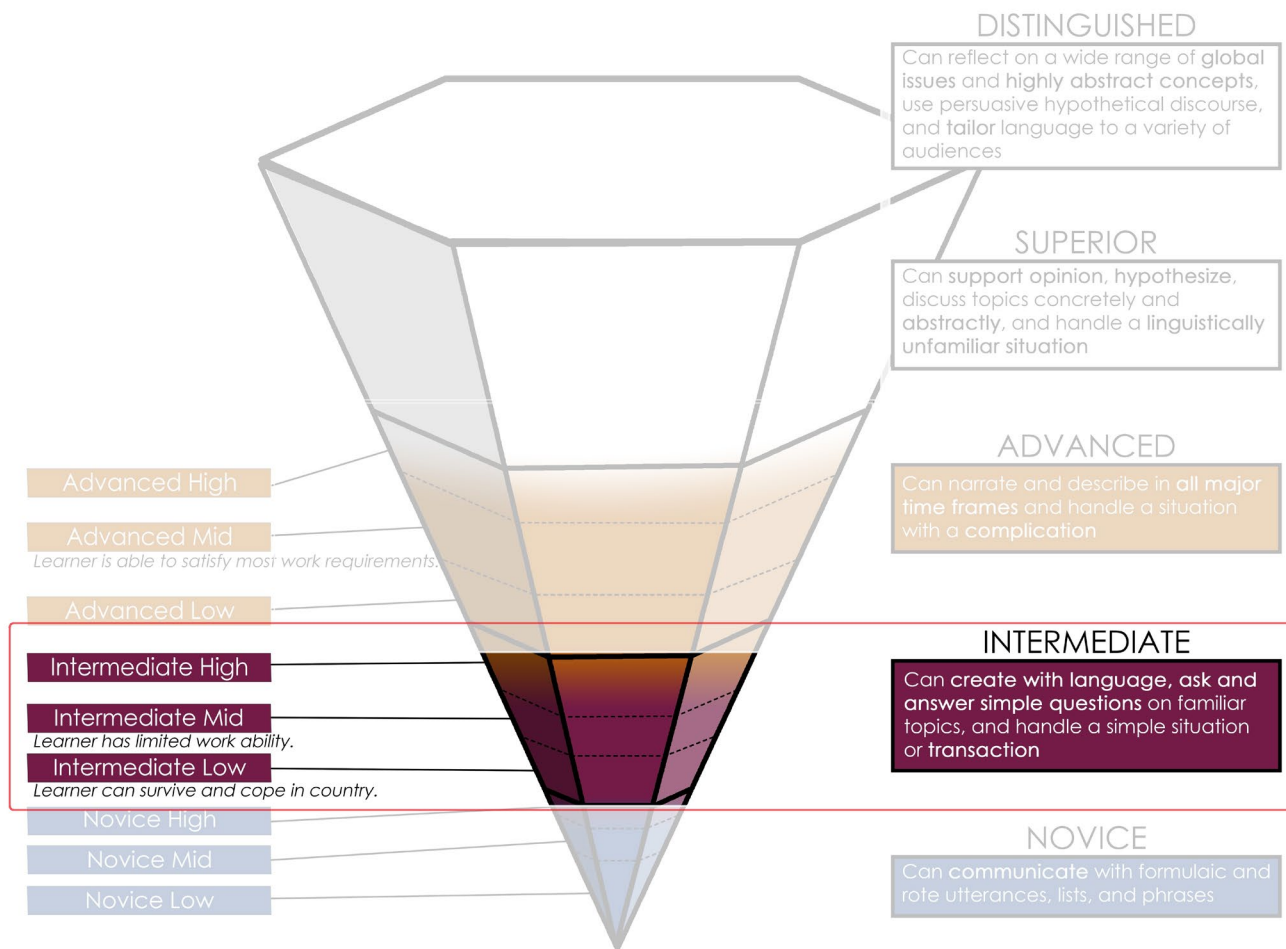 DISTINGUISHED
Can reflect on a wide range of global
issues and highly abstract concepts,
use persuasive hypothetical discourse,
and tailor language to a variety of
audiences
SUPERIOR
Can support opinion, hypothesize,
discuss topics concretely and
abstractly, and handle a linguistically
unfamiliar situation
ADVANCED
Can narrate and describe in all major
time frames and handle a situation
with a complication
Advanced High
Advanced Mid
Learner is able to satisfy most work requirements.
Advanced Low
INTERMEDIATE
Can create with language, ask and
answer simple questions on familiar
topics, and handle a simple situation
or transaction
Intermediate High
Intermediate Mid
Learner has limited work ability.
Intermediate Low
Learner can survive and cope in country.
Novice High
Novice Mid
Novice Low
NOVICE
Can communicate with formulaic and
rote utterances, lists, and phrases